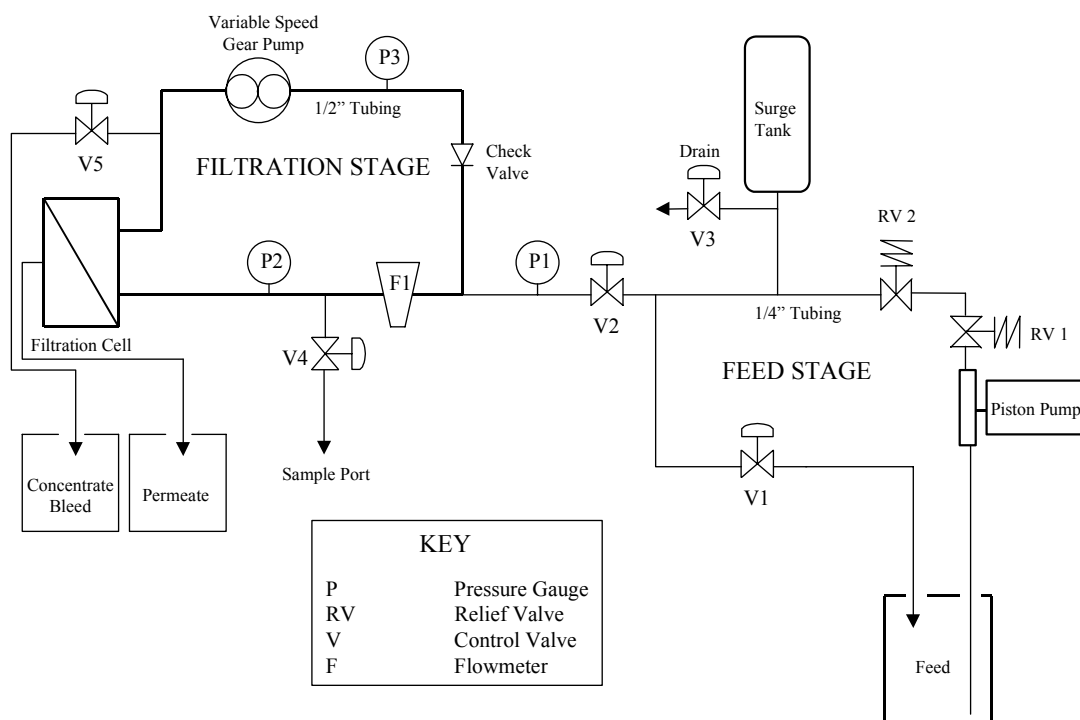 Variable Speed
Gear Pump
P3
1/2” Tubing
V5
FILTRATION STAGE
Check
Valve
Surge
Tank
Drain
V3
RV 2
P2
F1
P1
V2
1/4” Tubing
RV 1
Filtration Cell
V4
FEED STAGE
Piston Pump
Concentrate
Bleed
Permeate
Sample Port
V1
KEY
P Pressure Gauge
RV Relief Valve
V Control Valve
F Flowmeter
Feed